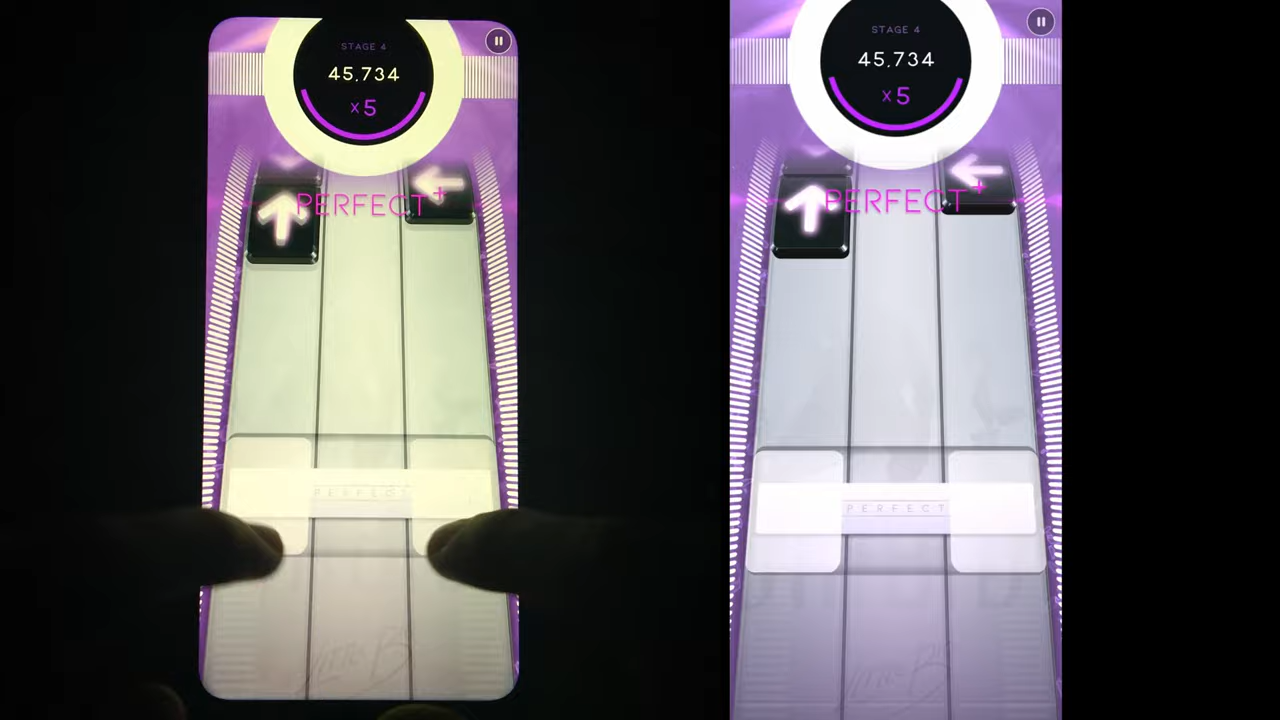 STAGE 4
45.734
x5
PERFECT+
PERFECT
STAGE 4
45.734
x5
PERFECT+
PERFECT